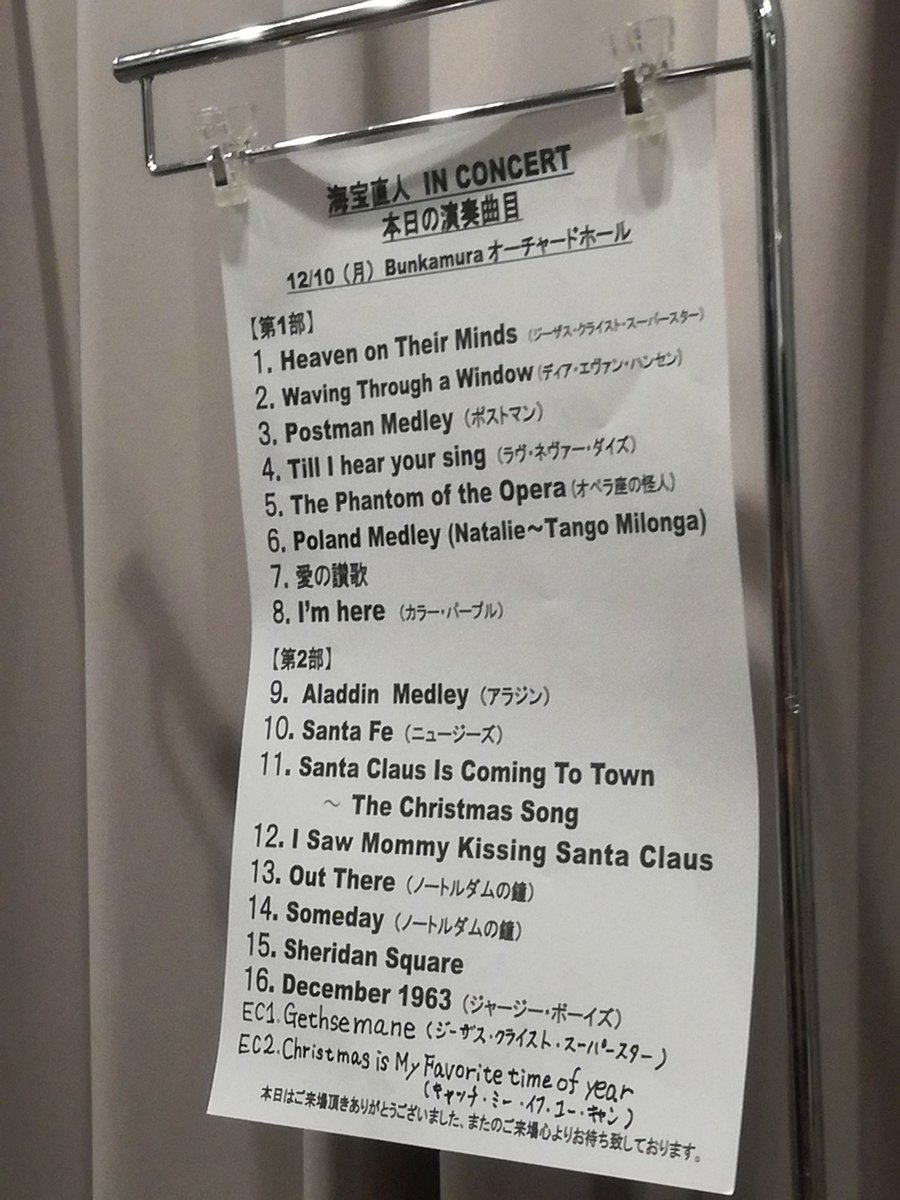 海宝直人 IN CONCERT
本日の演奏曲目
12/10（月）Bunkamura オーチャードホール
【第1部】
1. Heaven on Their Minds（ジーザス・クライスト・スーパースター）
2. Waving Through a Window（ディア・エヴァン・ハンセン）
3. Postman Medley（ポストマン）
4. Till I hear your sing（ラヴ・ネヴァー・ダイズ）
5. The Phantom of the Opera（オペラ座の怪人）
6. Poland Medley (Natalie～Tango Milonga)
7. 愛の讃歌
8. I'm here（カラー・パープル）
【第2部】
9. Aladdin Medley（アラジン）
10. Santa Fe（ニュージーズ）
11. Santa Claus Is Coming To Town
～ The Christmas Song
12. I Saw Mommy Kissing Santa Claus
13. Out There（ノートルダムの鐘）
14. Someday（ノートルダムの鐘）
15. Sheridan Square
16. December 1963（ジャージー・ボーイズ）
EC1. Gethsemane（ジーザス・クライスト・スーパースター）
EC2. Christmas is My Favorite time of year
（キャッチ・ミー・イフ・ユー・キャン）
本日はご来場頂きありがとうございました、またのご来場心よりお待ち致しております。